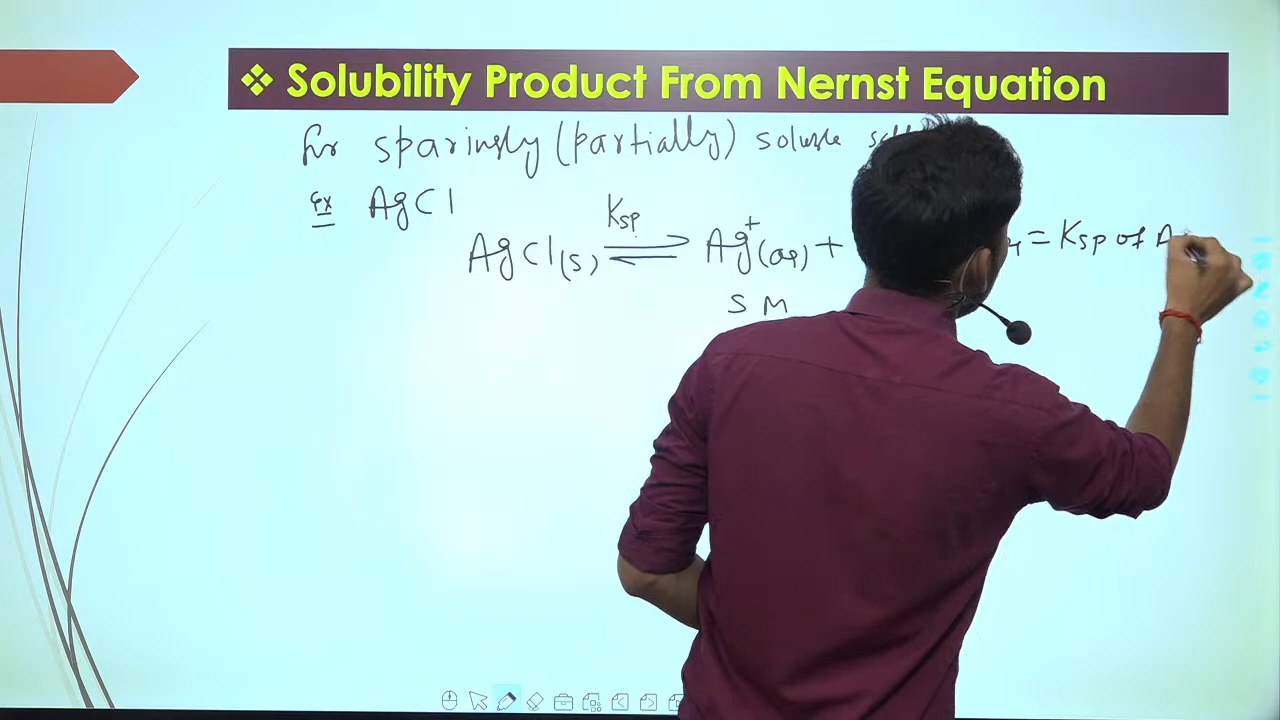 ❖ Solubility Product From Nernst Equation
for sparingly (partially) soluble
Ex AgCl
Ksp
AgCl(s) ⇌ Ag⁺(aq) + = Ksp of A
S M